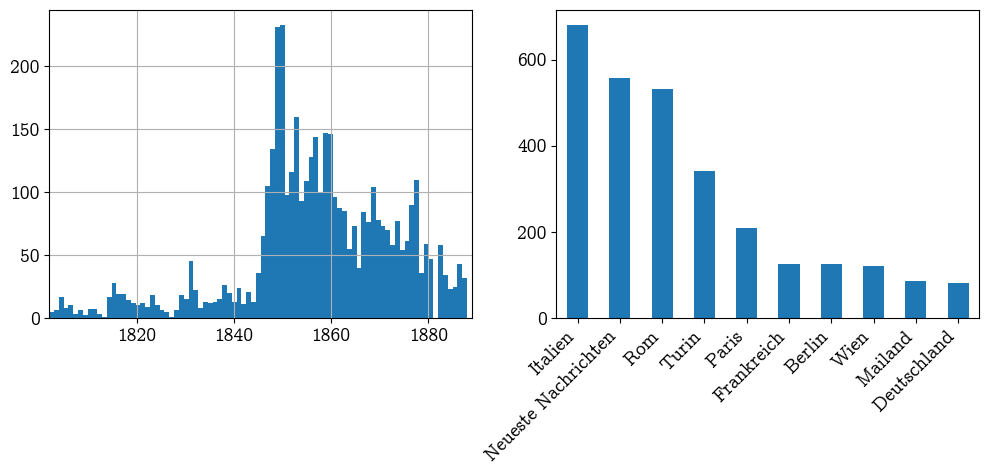 200
150
100
50
0
1820 1840 1860 1880
600
400
200
0
Italien
Neueste Nachrichten
Rom
Turin
Paris
Frankreich
Berlin
Wien
Mailand
Deutschland